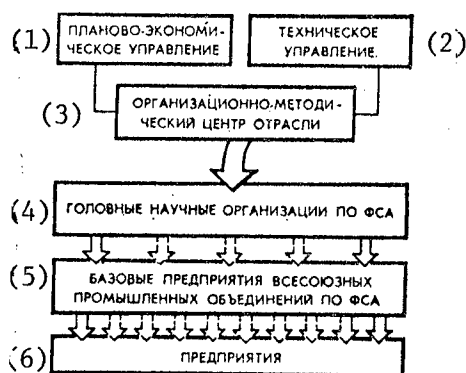 (1) ПЛАНОВО-ЭКОНОМИ-
ЧЕСКОЕ УПРАВЛЕНИЕ
ТЕХНИЧЕСКОЕ (2)
УПРАВЛЕНИЕ.
(3) ОРГАНИЗАЦИОННО-МЕТОДИ-
ЧЕСКИЙ ЦЕНТР ОТРАСЛИ
(4) ГОЛОВНЫЕ НАУЧНЫЕ ОРГАНИЗАЦИИ ПО ФСА
(5) БАЗОВЫЕ ПРЕДПРИЯТИЯ ВСЕСОЮЗНЫХ
ПРОМЫШЛЕННЫХ ОБЪЕДИНЕНИЙ ПО ФСА
(6) ПРЕДПРИЯТИЯ